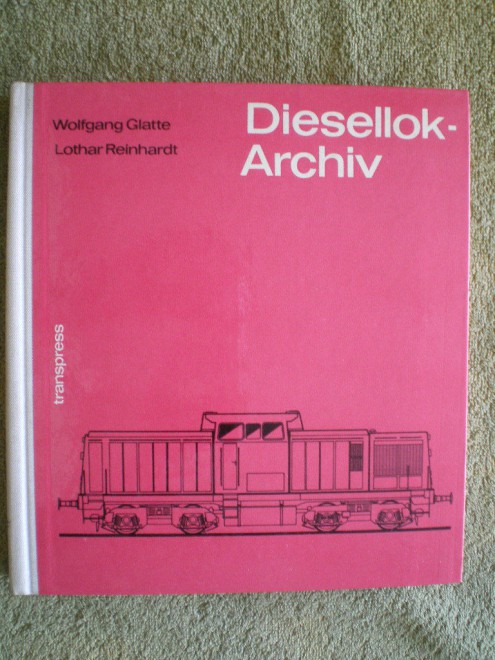 Wolfgang Glatte
Lothar Reinhardt
Diesellok-
Archiv
transpress